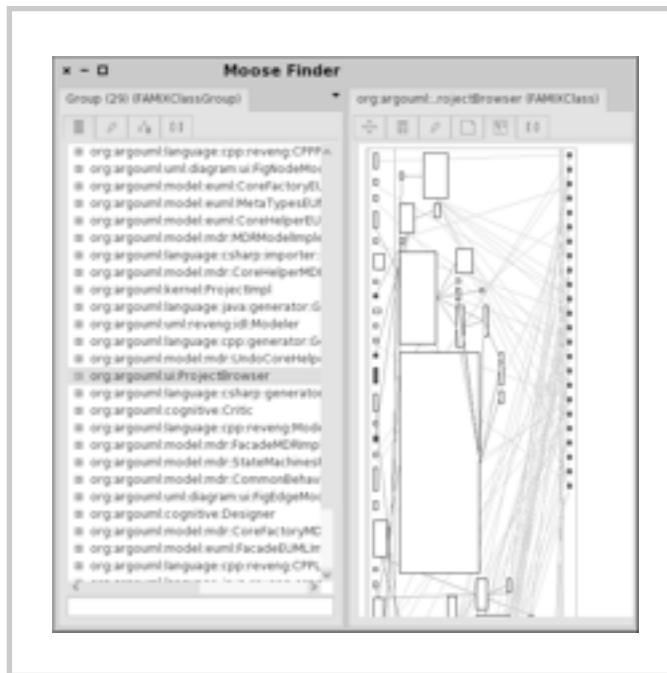 Moose Finder
Group (29) (FAMIXClassGroup)
org:argouml:..rojectBrowser (FAMIXClass)
org:argouml:language:cpp:reveng:CPPP
org:argouml:uml:diagram:ui:FigNodeMo
org:argouml:model:euml:CoreFactoryEU
org:argouml:model:euml:MetaTypesEUM
org:argouml:model:euml:CoreHelperEU
org:argouml:model:mdr:MDRModelImple
org:argouml:language:csharp:importer:
org:argouml:model:mdr:CoreHelperMDR
org:argouml:kernel:ProjectImpl
org:argouml:language:java:generator:G
org:argouml:uml:reveng:idl:Modeler
org:argouml:language:cpp:generator:G
org:argouml:model:mdr:UndoCoreHelpe
org:argouml:ui:ProjectBrowser
org:argouml:language:csharp:generator
org:argouml:cognitive:Critic
org:argouml:language:cpp:reveng:Mode
org:argouml:model:mdr:FacadeMDRImp
org:argouml:model:mdr:StateMachines
org:argouml:model:mdr:CommonBehav
org:argouml:uml:diagram:ui:FigEdgeMod
org:argouml:cognitive:Designer
org:argouml:model:mdr:CoreFactoryMD
org:argouml:model:euml:FacadeEUMLIm
org:argouml:language:cpp:reveng:CPPL